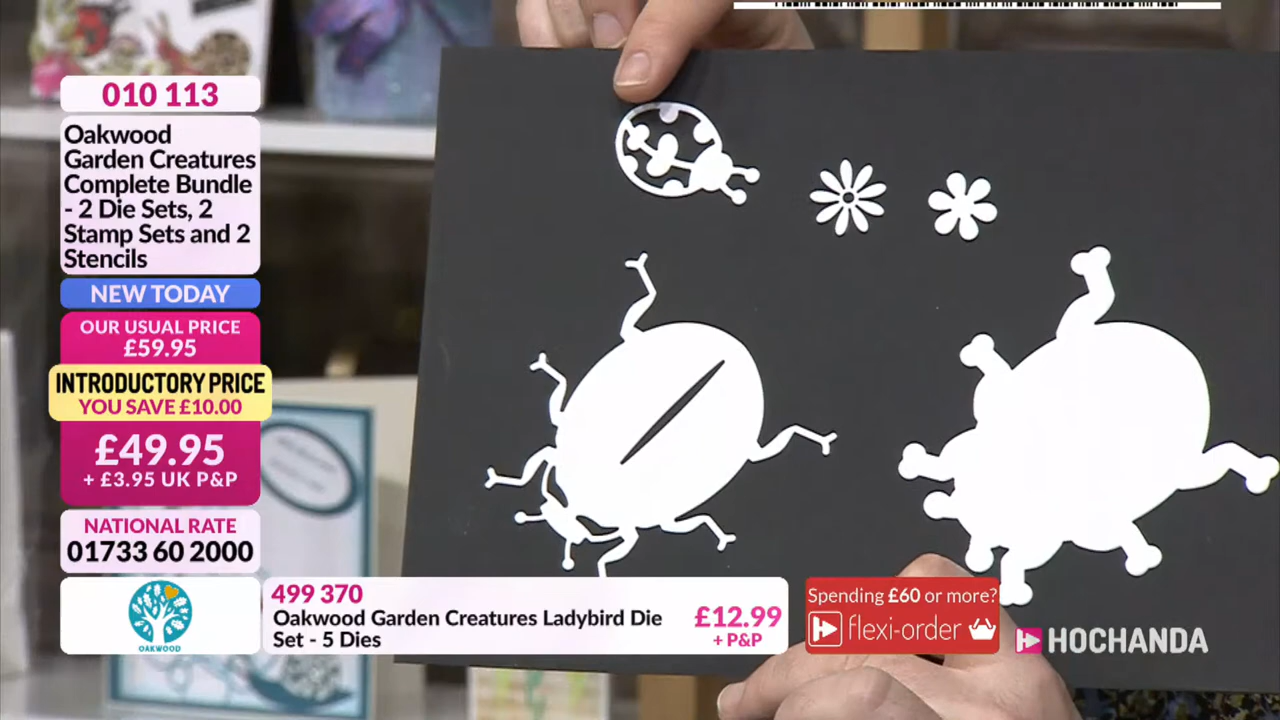 010 113
Oakwood
Garden Creatures
Complete Bundle
- 2 Die Sets, 2
Stamp Sets and 2
Stencils
NEW TODAY
OUR USUAL PRICE
£59.95
INTRODUCTORY PRICE
YOU SAVE £10.00
£49.95
+ £3.95 UK P&P
NATIONAL RATE
01733 60 2000
OAKWOOD
499 370
Oakwood Garden Creatures Ladybird Die
Set - 5 Dies
£12.99
+ P&P
Spending £60 or more?
flexi-order
HOCHANDA